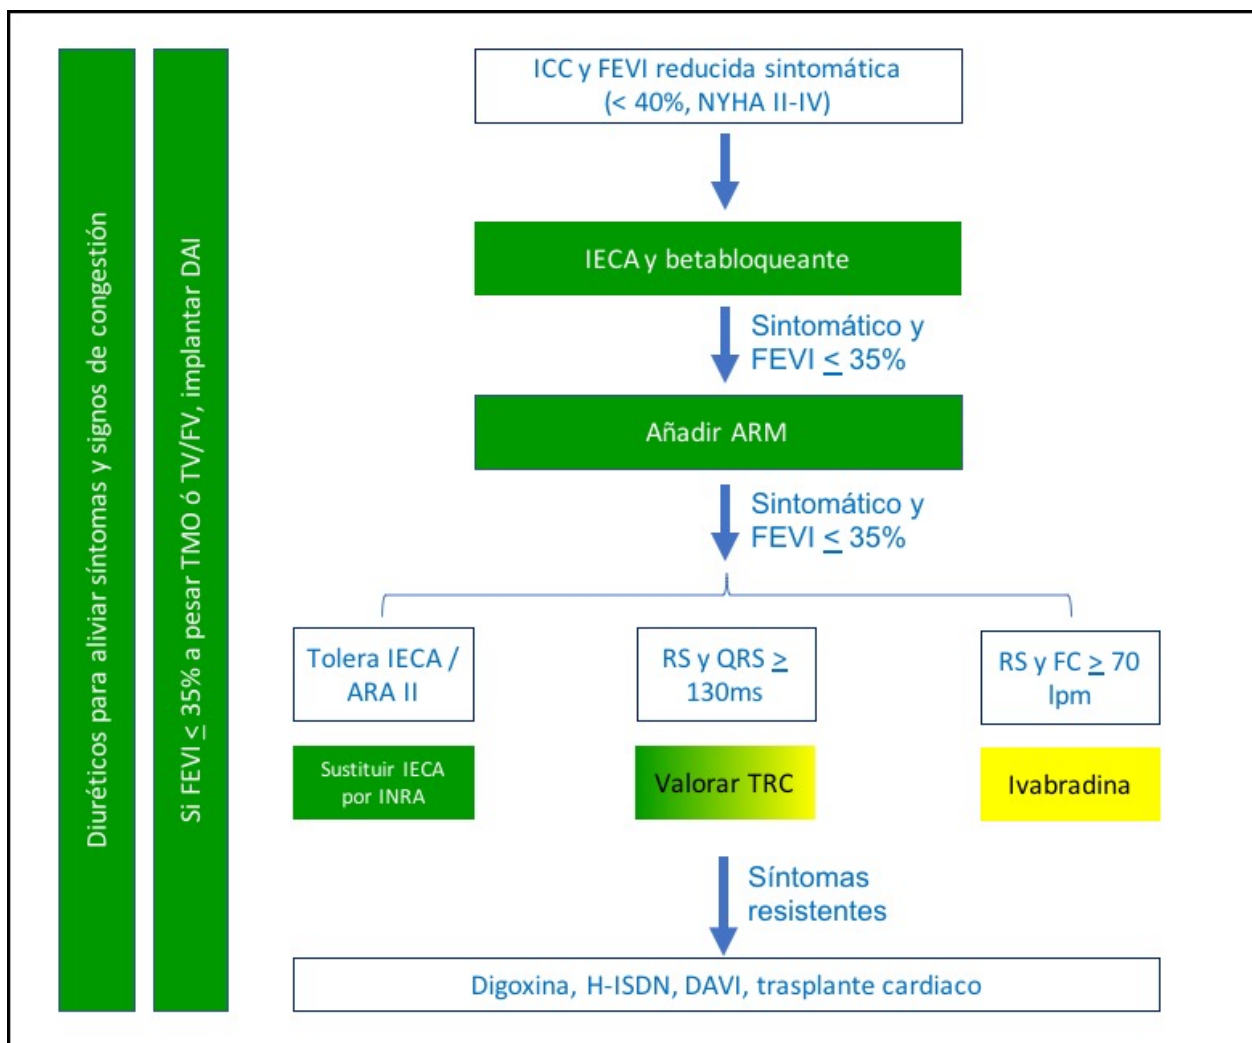 Diuréticos para aliviar síntomas y signos de congestión
Si FEVI ≤ 35% a pesar TMO ó TV/FV, implantar DAI
ICC y FEVI reducida sintomática
(< 40%, NYHA II-IV)
IECA y betabloqueante
Sintomático y
FEVI ≤ 35%
Añadir ARM
Sintomático y
FEVI ≤ 35%
Tolera IECA /
ARA II
RS y QRS ≥
130ms
RS y FC ≥ 70
lpm
Sustituir IECA
por INRA
Valorar TRC
Ivabradina
Síntomas
resistentes
Digoxina, H-ISDN, DAVI, trasplante cardiaco